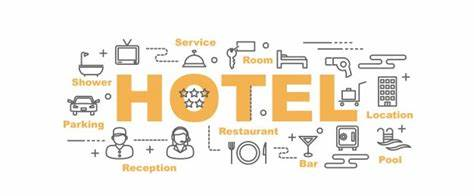 Service
Room
Shower
HOTEL
Location
Parking
Restaurant
Reception
Bar
Pool